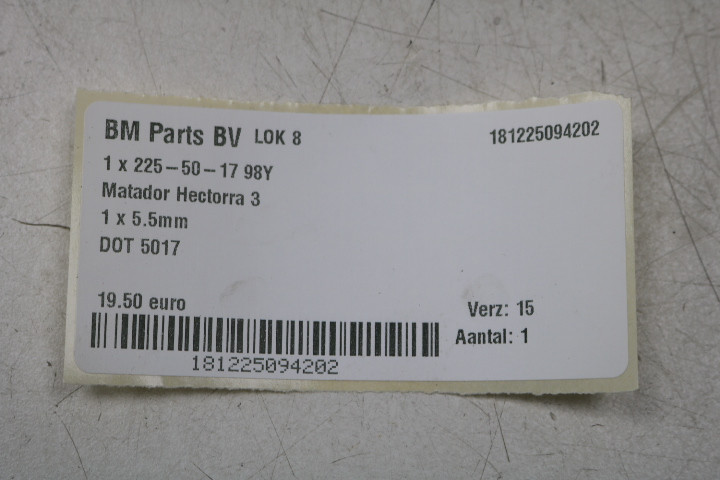 BM Parts BV LOK 8 181225094202
1 x 225-50-17 98Y
Matador Hectorra 3
1 x 5.5mm
DOT 5017
19.50 euro Verz: 15
Aantal: 1
181225094202